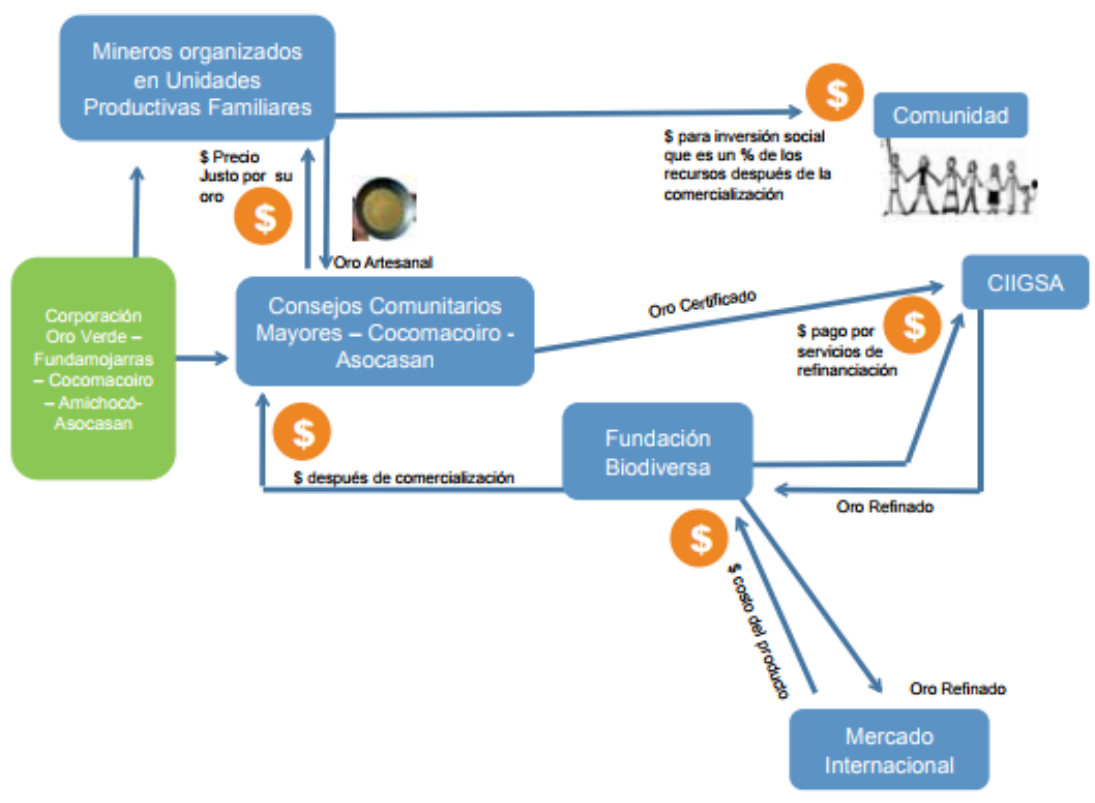 Mineros organizados
en Unidades
Productivas Familiares
$
Comunidad
$ para inversión social
que es un % de los
recursos después de la
comercialización
$ Precio
Justo por su
oro
$
Oro Artesanal
Corporación
Oro Verde –
Fundamojarras
– Cocomacoiro
– Amichocó-
Asocasan
Consejos Comunitarios
Mayores – Cocomacoiro -
Asocasan
Oro Certificado
CIIGSA
$
$ pago por
servicios de
refinanciación
$
$ después de comercialización
Fundación
Biodiversa
Oro Refinado
$
$ costo del producto
Oro Refinado
Mercado
Internacional